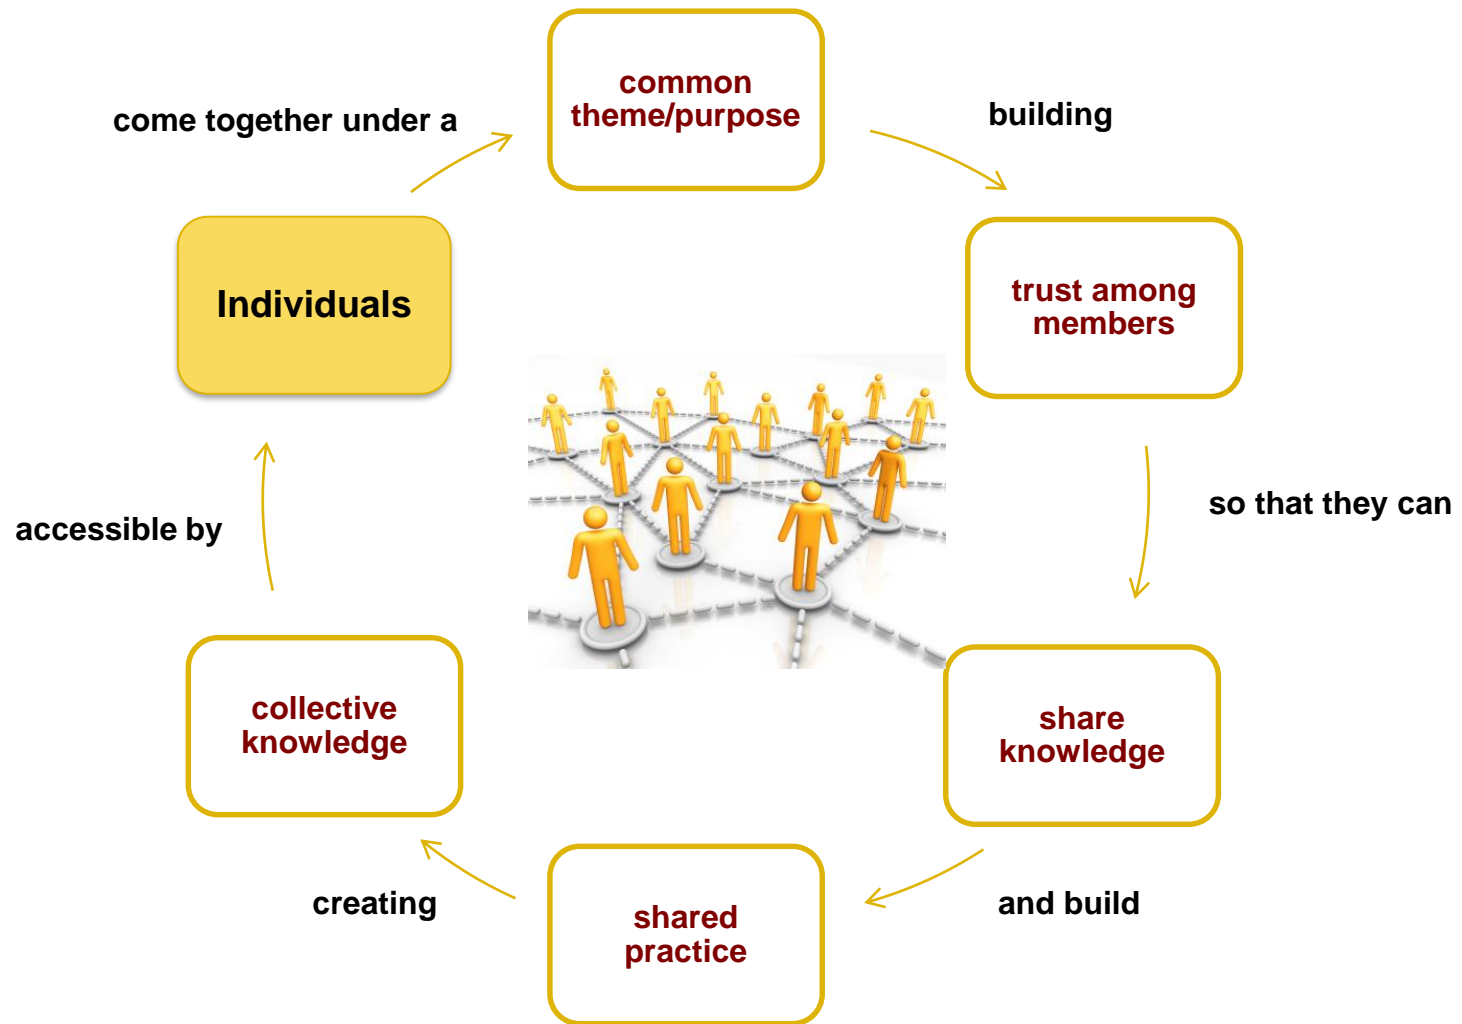 Individuals
come together under a
common
theme/purpose
building
trust among
members
so that they can
share
knowledge
and build
shared
practice
creating
collective
knowledge
accessible by